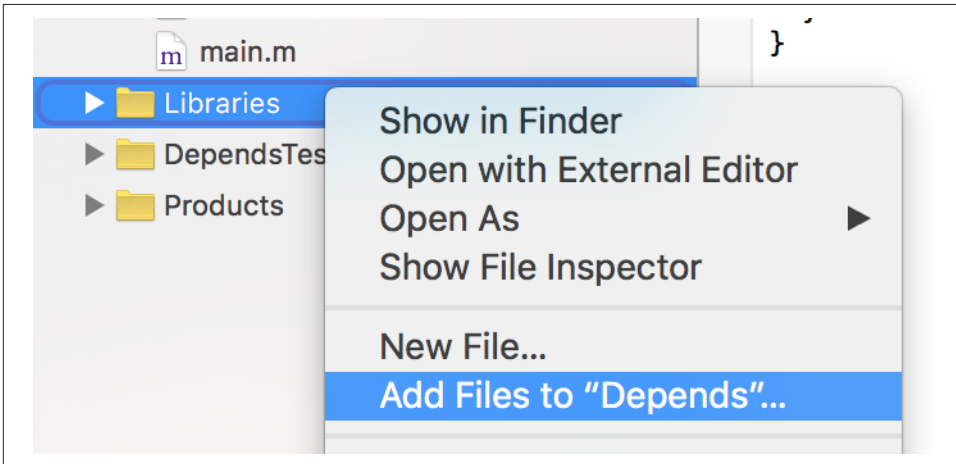 }
m main.m
Libraries
DependsTes
Products
Show in Finder
Open with External Editor
Open As
Show File Inspector
New File...
Add Files to “Depends”...